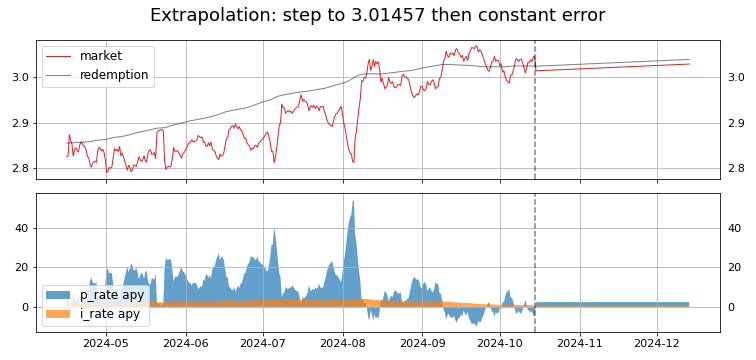 Extrapolation: step to 3.01457 then constant error
market
redemption
3.0 3.0
2.9 2.9
2.8 2.8
40 40
20 20
0 0
p_rate apy
i_rate apy
2024-05 2024-06 2024-07 2024-08 2024-09 2024-10 2024-11 2024-12